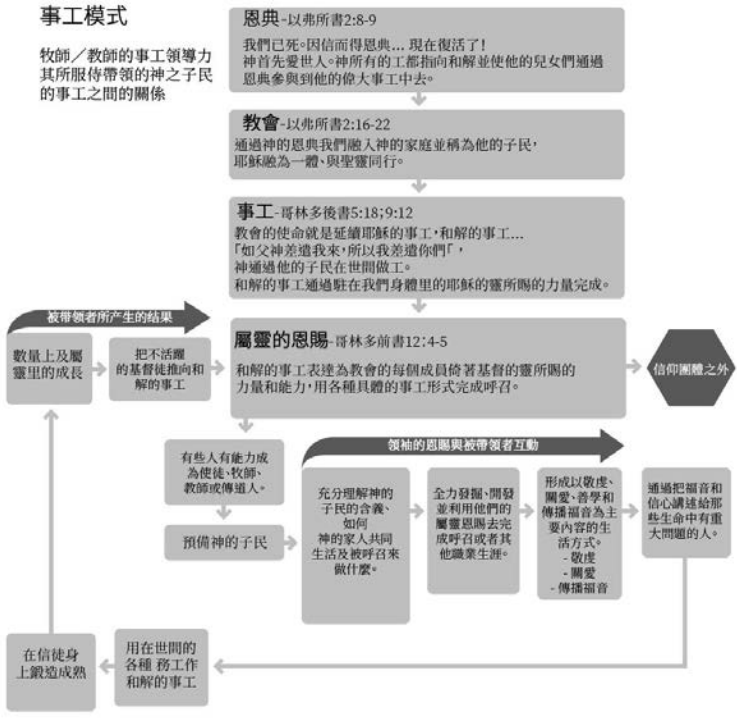 事工模式
牧師／教師的事工領導力
其所服侍帶領的神之子民
的事工之間的關係
恩典-以弗所書2:8-9
我們已死。因信而得恩典... 現在復活了!
神首先愛世人。神所有的工都指向和解並使他的兒女們通過
恩典參與到他的偉大事工中去。
教會-以弗所書2:16-22
通過神的恩典我們融入神的家庭並稱為他的子民,
耶穌融為一體、與聖靈同行。
事工-哥林多後書5:18;9:12
教會的使命就是延續耶穌的事工,和解的事工...
「如父神差遣我來,所以我差遣你們「,
神通過他的子民在世間做工。
和解的事工通過駐在我們身體里的耶穌的靈所賜的力量完成。
被帶領者所产生的结果
數量上及屬
靈里的成長
把不活躍
的基督徒推向和
解的事工
屬靈的恩賜-哥林多前書12:4-5
和解的事工表達為教會的每個成員倚著基督的靈所賜的
力量和能力,用各種具體的事工形式完成呼召。
信仰團體之外
有些人有能力成
為使徒、牧師、
教師或傳道人。
預備神的子民
領袖的恩賜與被帶領者互動
充分理解神的
子民的含義、
如何
神的家人共同
生活及被呼召來
做什麼。
全力發掘、開發
並利用他們的
屬靈恩賜去完
成呼召或者其
他職業生涯。
形成以敬虔、
關愛、善學和
傳播福音為主
要內容的生
活方式。
- 敬虔
- 關愛
- 傳播福音
通過把福音和
信心講述給那
些生命中有重
大問題的人。
用在世間的
各種 務工作
和解的事工
在信徒身
上鍛造成熟